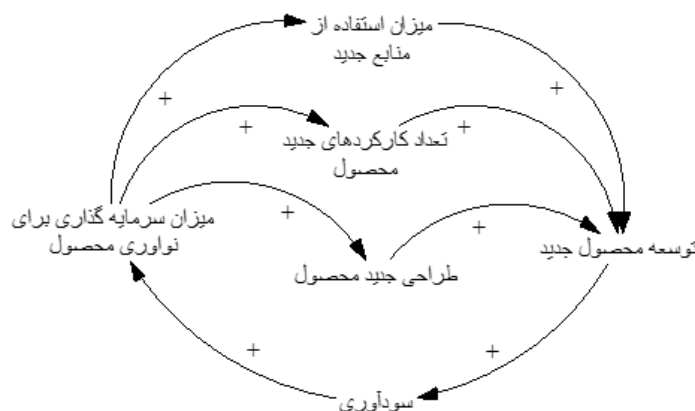 میزان استفاده از
منابع جدید
+
+
+
تعداد کارکردهای جدید
محصول
+
میزان سرمایه گذاری برای
نوآوری محصول
+
طراحی جدید محصول
+
توسعه محصول جدید
+
سودآوری
+